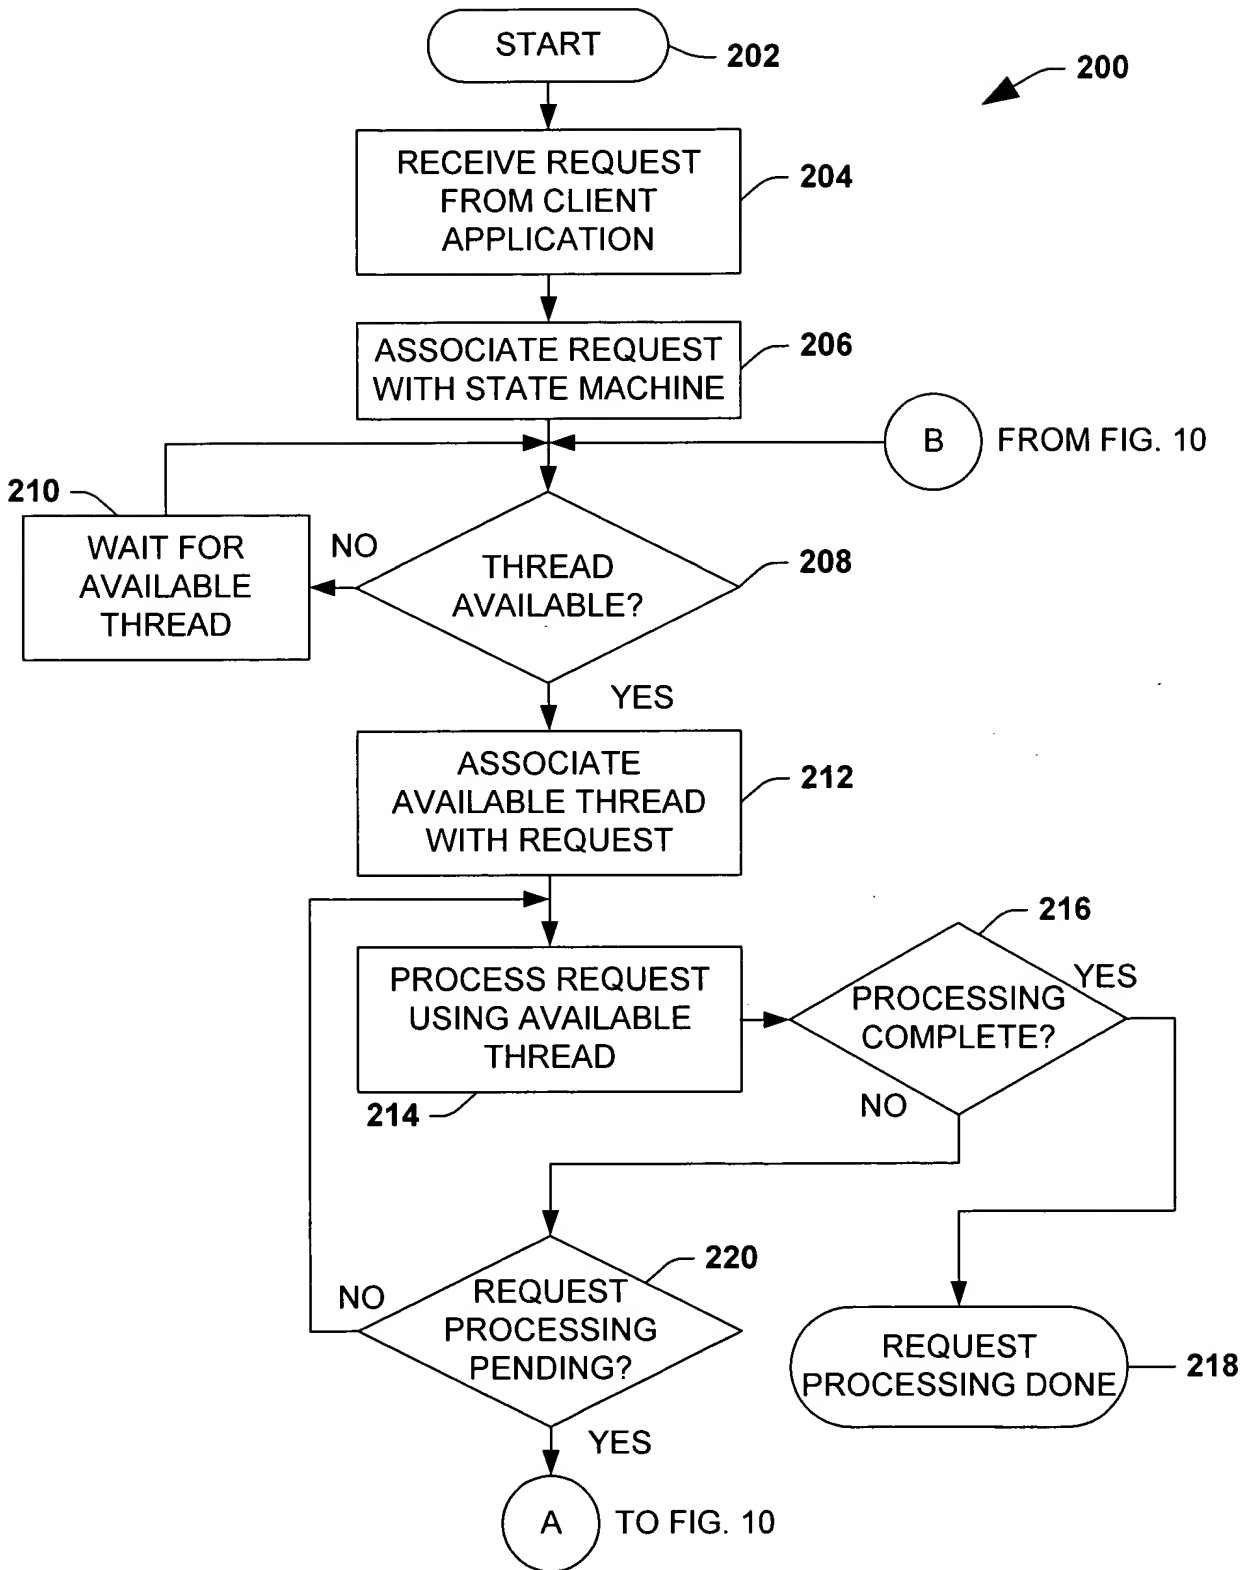 START
202
200
RECEIVE REQUEST
FROM CLIENT
APPLICATION
204
ASSOCIATE REQUEST
WITH STATE MACHINE
206
B
FROM FIG. 10
210
WAIT FOR
AVAILABLE
THREAD
NO
THREAD
AVAILABLE?
208
YES
ASSOCIATE
AVAILABLE THREAD
WITH REQUEST
212
PROCESS REQUEST
USING AVAILABLE
THREAD
214
216
PROCESSING
COMPLETE?
YES
NO
220
REQUEST
PROCESSING
PENDING?
NO
YES
REQUEST
PROCESSING DONE
218
A
TO FIG. 10